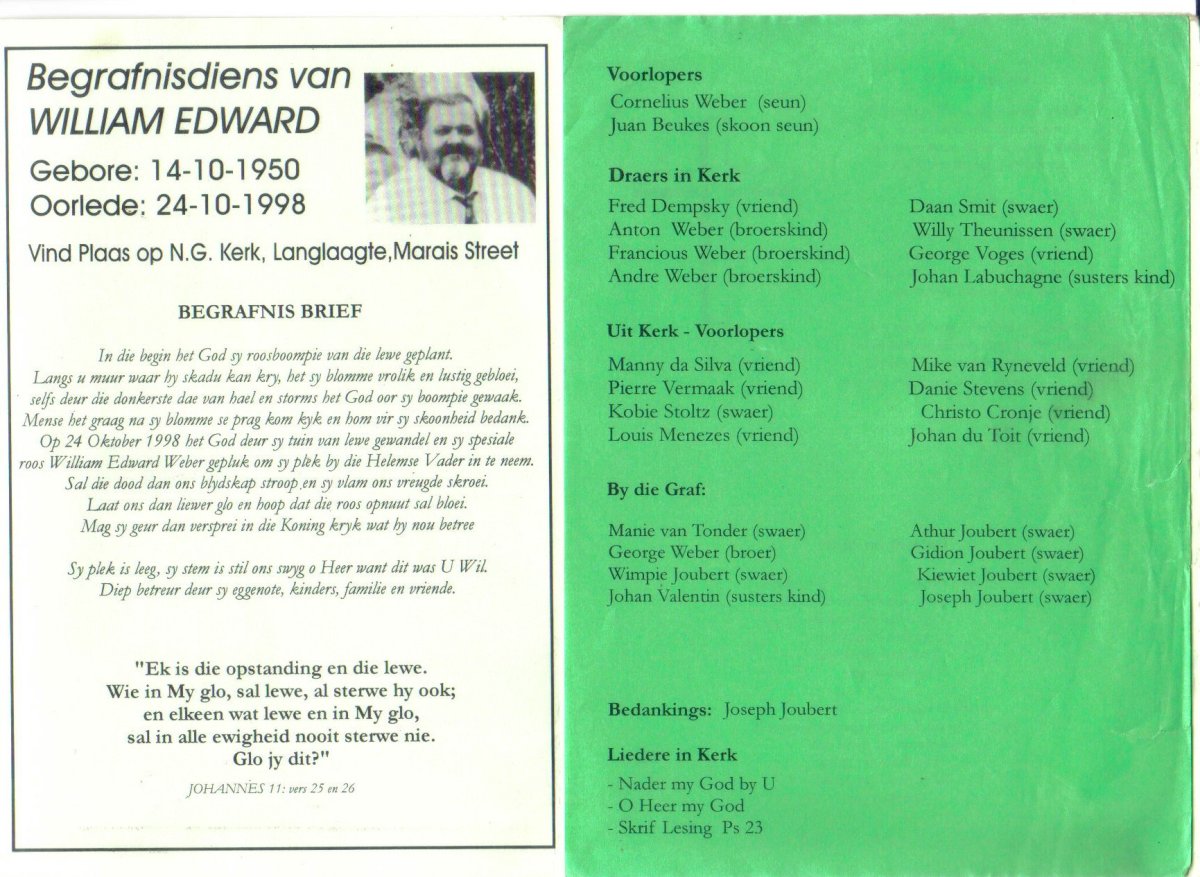 Begrafnisdiens van
WILLIAM EDWARD
Gebore: 14-10-1950
Oorlede: 24-10-1998
Vind Plaas op N.G. Kerk, Langlaagte,Marais Street
BEGRAFNIS BRIEF
In die begin het God sy roosboompie van die lewe geplant.
Langs u muur waar hy skadu kan kry, het sy blomme vrolik en lustig gebloei,
selfs deur die donkerste dae van hael en storms het God oor sy boompie gewaak.
Mense het graag na sy blomme se prag kom kyk en hom vir sy skoonheid bedank.
Op 24 Oktober 1998 het God deur sy tuin van lewe gewandel en sy spesiale
roos William Edward Weber gepluk om sy plek by die Helemse Vader in te neem.
Sal die dood dan ons blydskap stroop en sy vlam ons vreugde skroei.
Laat ons dan liewer glo en hoop dat die roos opnuut sal bloei.
Mag sy geur dan versprei in die Koning kryk wat hy nou betree
Sy plek is leeg, sy stem is stil ons swyg o Heer want dit was U Wil.
Diep betreur deur sy eggenote, kinders, familie en vriende.
"Ek is die opstanding en die lewe.
Wie in My glo, sal lewe, al sterwe hy ook;
en elkeen wat lewe en in My glo,
sal in alle ewigheid nooit sterwe nie.
Glo jy dit?"
JOHANNES 11: vers 25 en 26
Voorlopers
Cornelius Weber (seun)
Juan Beukes (skoon seun)
Draers in Kerk
Fred Dempsky (vriend) Daan Smit (swaer)
Anton Weber (broerskind) Willy Theunissen (swaer)
Francious Weber (broerskind) George Voges (vriend)
Andre Weber (broerskind) Johan Labuchagne (susters kind)
Uit Kerk - Voorlopers
Manny da Silva (vriend) Mike van Ryneveld (vriend)
Pierre Vermaak (vriend) Danie Stevens (vriend)
Kobie Stoltz (swaer) Christo Cronje (vriend)
Louis Menezes (vriend) Johan du Toit (vriend)
By die Graf:
Manie van Tonder (swaer) Athur Joubert (swaer)
George Weber (broer) Gidion Joubert (swaer)
Wimpie Joubert (swaer) Kiewiet Joubert (swaer)
Johan Valentin (susters kind) Joseph Joubert (swaer)
Bedankings: Joseph Joubert
Liedere in Kerk
- Nader my God by U
- O Heer my God
- Skrif Lesing Ps 23